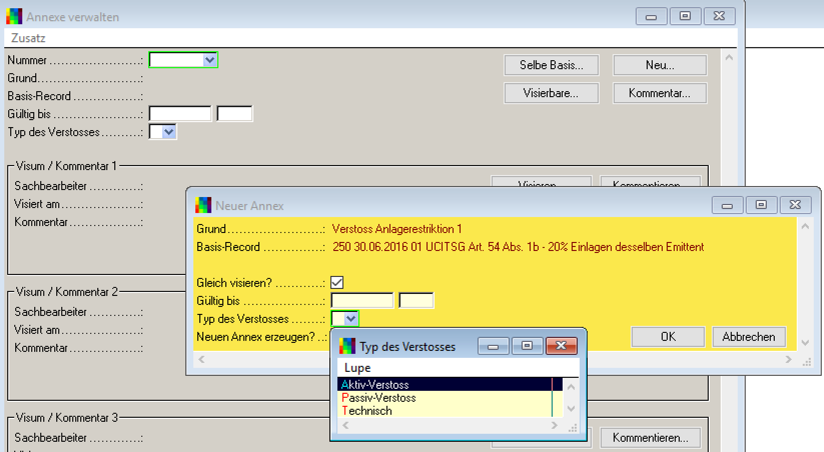 Annexe verwalten
Zusatz
Nummer ....................:
Grund.......................:
Basis-Record ..............:
Gültig bis ..................:
Typ des Verstosses.........:
Selbe Basis...
Neu...
Visierbare...
Kommentar...
Visum / Kommentar 1
Sachbearbeiter .............:
Visiert am...................:
Kommentar .................:
Visieren...
Kommentieren...
Neuer Annex
Grund.......................: Verstoss Anlagerestriktion 1
Basis-Record ..............: 250 30.06.2016 01 UCITSG Art. 54 Abs. 1b - 20% Einlagen desselben Emittent
Gleich visieren? ...........:
Gültig bis ..................:
Typ des Verstosses ........:
Neuen Annex erzeugen? ..:
OK
Abbrechen
Typ des Verstosses
Lupe
Aktiv-Verstoss
Passiv-Verstoss
Technisch
Visum / Kommentar 2
Sachbearbeiter .............:
Visiert am...................:
Kommentar .................:
Visum / Kommentar 3
Sachbearbeiter .............:
Kommentieren...